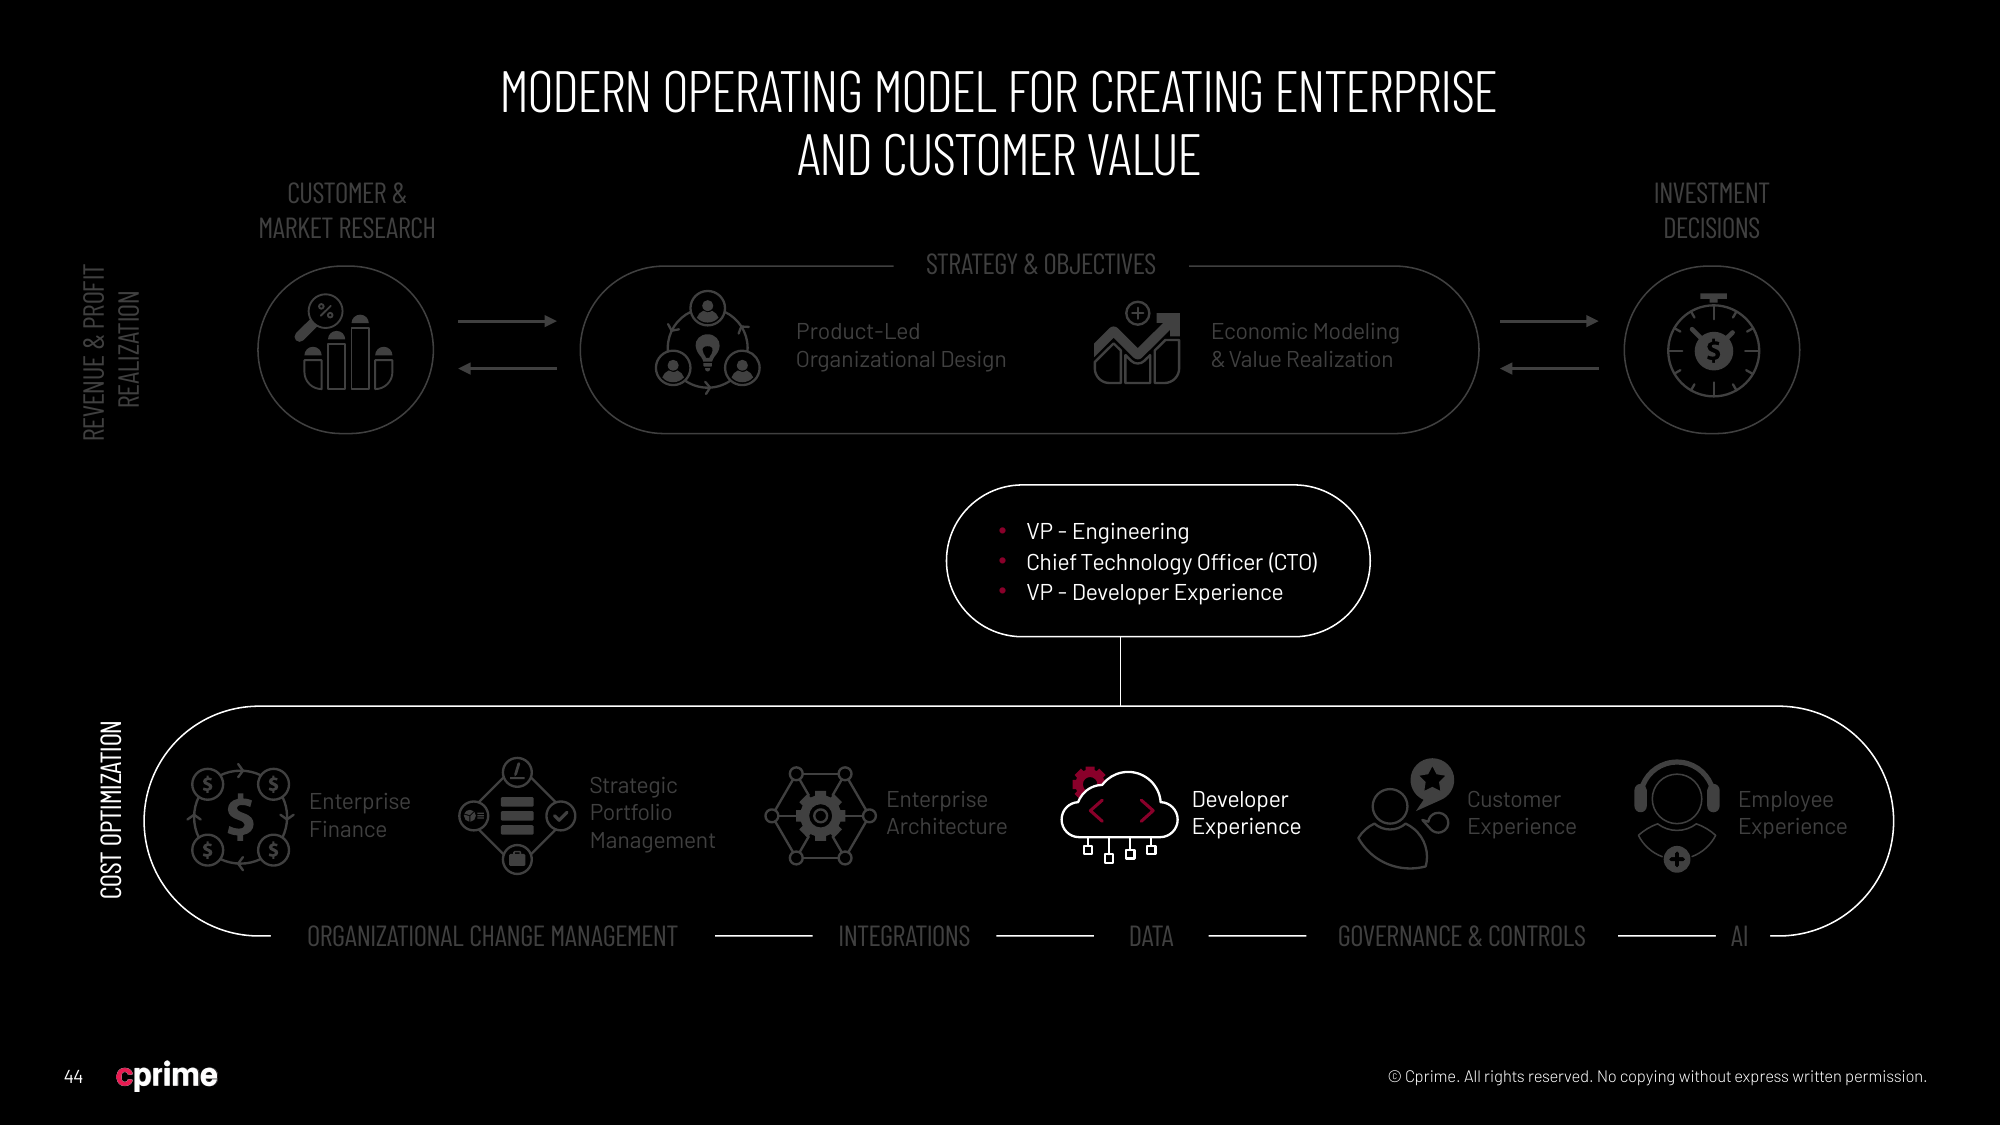 MODERN OPERATING MODEL FOR CREATING ENTERPRISE
AND CUSTOMER VALUE
CUSTOMER &
MARKET RESEARCH
INVESTMENT
DECISIONS
REVENUE & PROFIT
REALIZATION
STRATEGY & OBJECTIVES
Product-Led
Organizational Design
Economic Modeling
& Value Realization
• VP - Engineering
• Chief Technology Officer (CTO)
• VP - Developer Experience
COST OPTIMIZATION
Enterprise
Finance
Strategic
Portfolio
Management
Enterprise
Architecture
Developer
Experience
Customer
Experience
Employee
Experience
ORGANIZATIONAL CHANGE MANAGEMENT
INTEGRATIONS
DATA
GOVERNANCE & CONTROLS
AI
44
cprime
© Cprime. All rights reserved. No copying without express written permission.